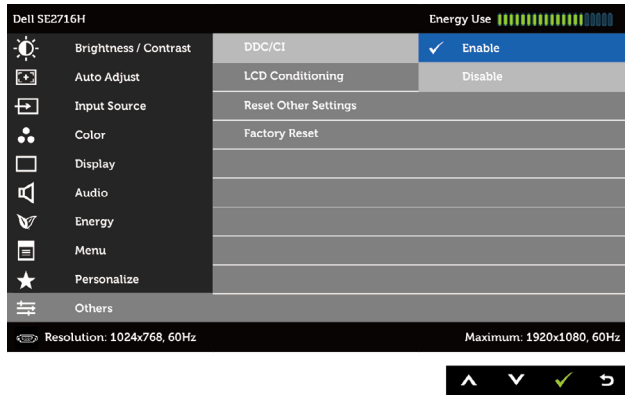 Dell SE2716H Energy Use
Brightness / Contrast DDC/CI ✓ Enable
Auto Adjust LCD Conditioning Disable
Input Source Reset Other Settings
Color Factory Reset
Display
Audio
Energy
Menu
Personalize
Others
Resolution: 1024x768, 60Hz Maximum: 1920x1080, 60Hz